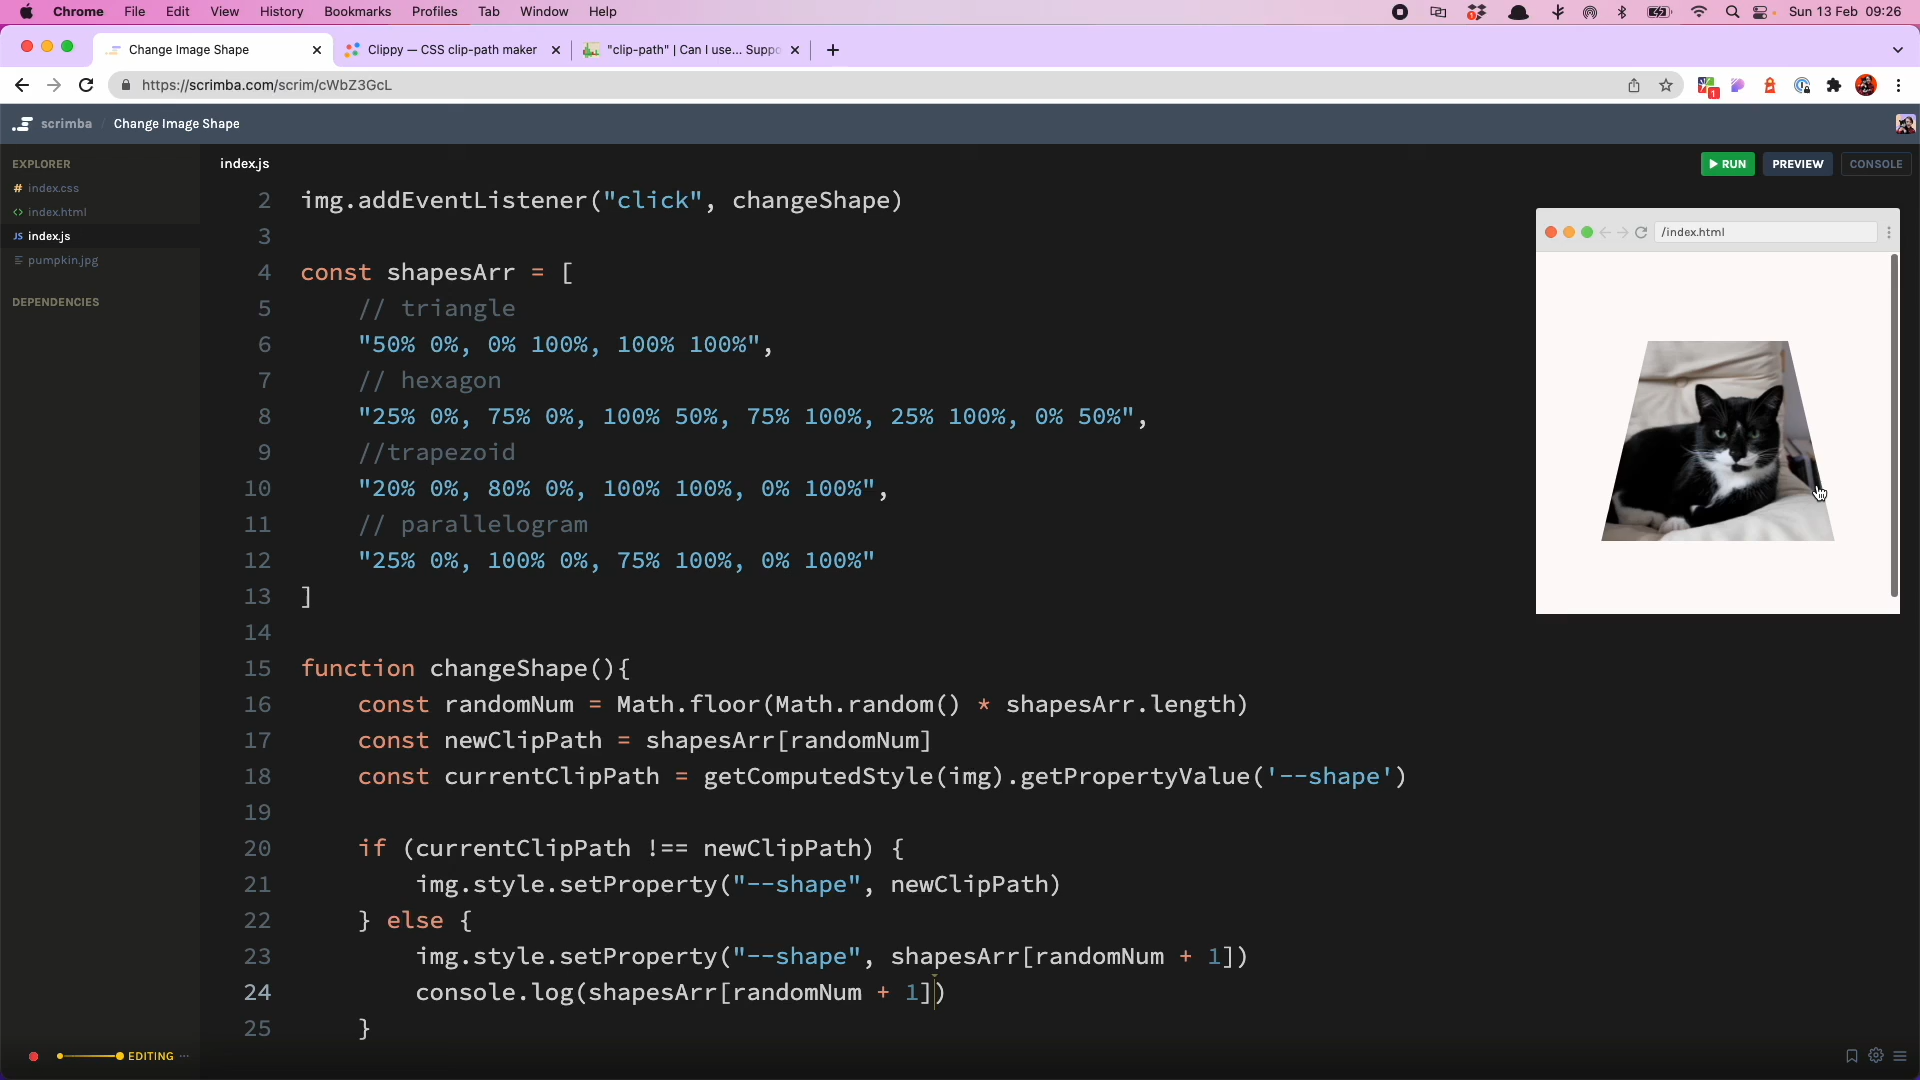 Chrome File Edit View History Bookmarks Profiles Tab Window Help Sun 13 Feb 09:26
Change Image Shape Clippy — CSS clip-path maker "clip-path" | Can I use... Suppo
https://scrimba.com/scrim/cWbZ3GcL 1
scrimba / Change Image Shape
EXPLORER
# index.css
<> index.html
JS index.js
pumpkin.jpg
DEPENDENCIES
index.js
RUN PREVIEW CONSOLE
2 img.addEventListener("click", changeShape)
3
4 const shapesArr = [
5 // triangle
6 "50% 0%, 0% 100%, 100% 100%",
7 // hexagon
8 "25% 0%, 75% 0%, 100% 50%, 75% 100%, 25% 100%, 0% 50%",
9 //trapezoid
10 "20% 0%, 80% 0%, 100% 100%, 0% 100%",
11 // parallelogram
12 "25% 0%, 100% 0%, 75% 100%, 0% 100%"
13 ]
14
15 function changeShape(){
16 const randomNum = Math.floor(Math.random() * shapesArr.length)
17 const newClipPath = shapesArr[randomNum]
18 const currentClipPath = getComputedStyle(img).getPropertyValue('--shape')
19
20 if (currentClipPath !== newClipPath) {
21 img.style.setProperty("--shape", newClipPath)
22 } else {
23 img.style.setProperty("--shape", shapesArr[randomNum + 1])
24 console.log(shapesArr[randomNum + 1])
25 }
/index.html
EDITING ...